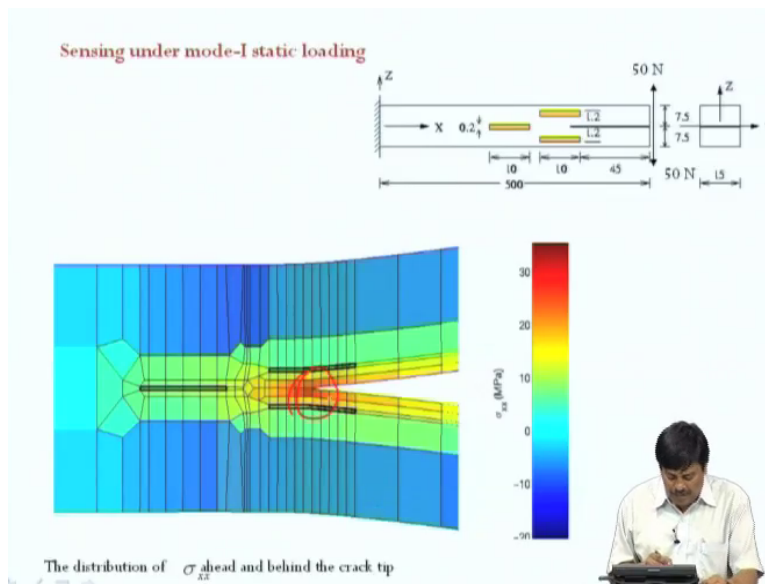 Sensing under mode-I static loading
50 N
Z
Z
X
0.2
1.2
1.2
7.5
7.5
10
10
45
50 N
15
500
30
20
10
0
-10
-20
σxx (MPa)
The distribution of σxx ahead and behind the crack tip